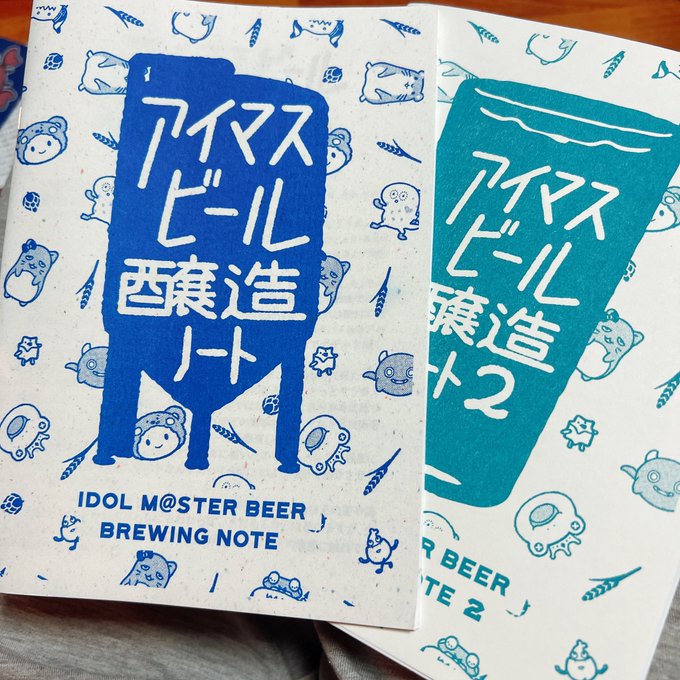 アイマス
ビール
醸造
ノート
IDOL M@STER BEER
BREWING NOTE
アイマス
ビール
醸造
ト2
ER BEER
TE 2